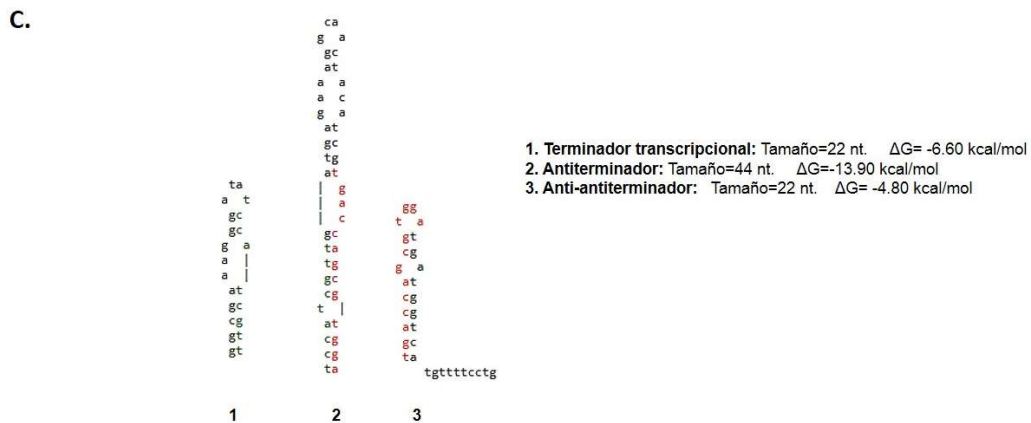 C.
ca
g a
gc
at
a a
a c
g a
at
gc
tg
at
| g
| a
| c
gc
ta
tg
gc
cg
t |
at
cg
cg
ta
ta
a t
gc
gc
g a
a |
a |
at
gc
cg
gt
gt
gg
t a
gt
cg
g a
at
cg
cg
at
gc
ta
tgttttcctg
1. Terminador transcripcional: Tamaño=22 nt. ΔG= -6.60 kcal/mol
2. Antiterminador: Tamaño=44 nt. ΔG=-13.90 kcal/mol
3. Anti-antiterminador: Tamaño=22 nt. ΔG= -4.80 kcal/mol
1 2 3